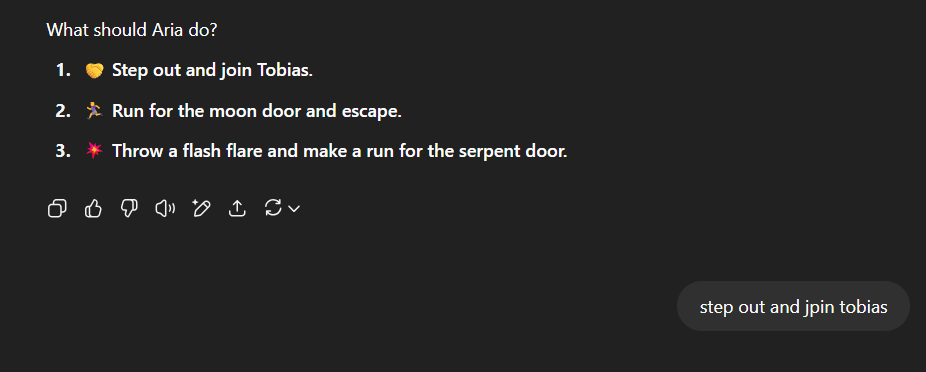 What should Aria do?
1. 🤝 Step out and join Tobias.
2. 🏃‍♀️ Run for the moon door and escape.
3. 💥 Throw a flash flare and make a run for the serpent door.
step out and jpin tobias